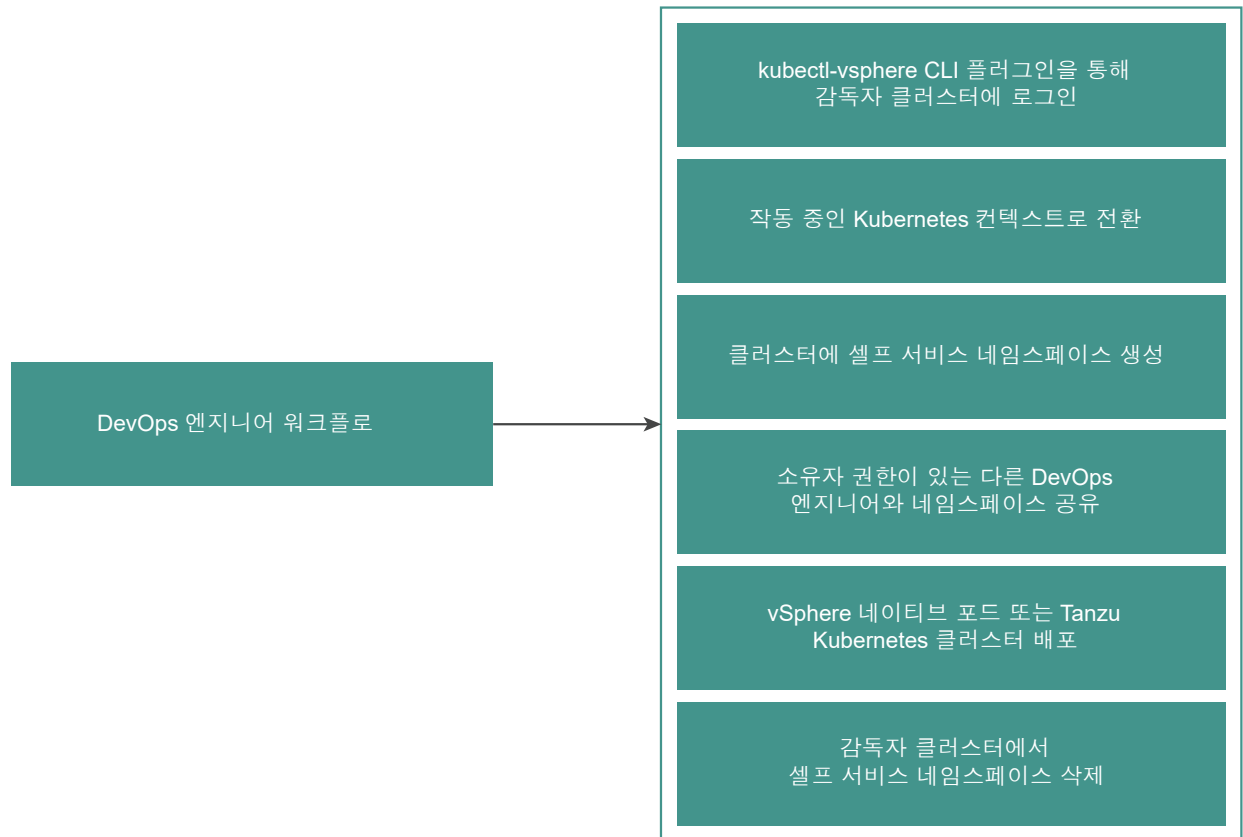 DevOps 엔지니어 워크플로
kubectl-vsphere CLI 플러그인을 통해
감독자 클러스터에 로그인
작동 중인 Kubernetes 컨텍스트로 전환
클러스터에 셀프 서비스 네임스페이스 생성
소유자 권한이 있는 다른 DevOps
엔지니어와 네임스페이스 공유
vSphere 네이티브 포드 또는 Tanzu
Kubernetes 클러스터 배포
감독자 클러스터에서
셀프 서비스 네임스페이스 삭제